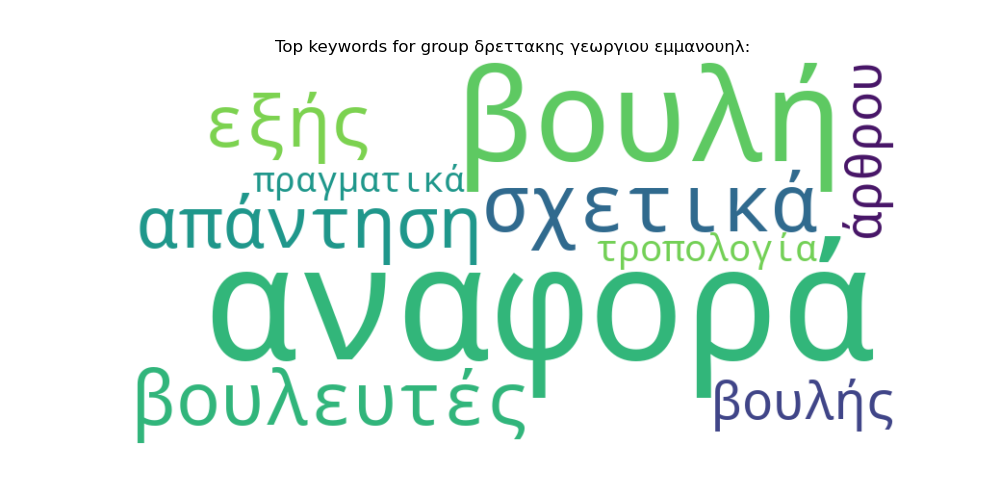 Top keywords for group δρεττακης γεωργιου εμμανουηλ:
εξής
βουλή
άρθρου
πραγματικά
απάντηση
σχετικά
τροπολογία
αναφορά
βουλευτές
βουλής